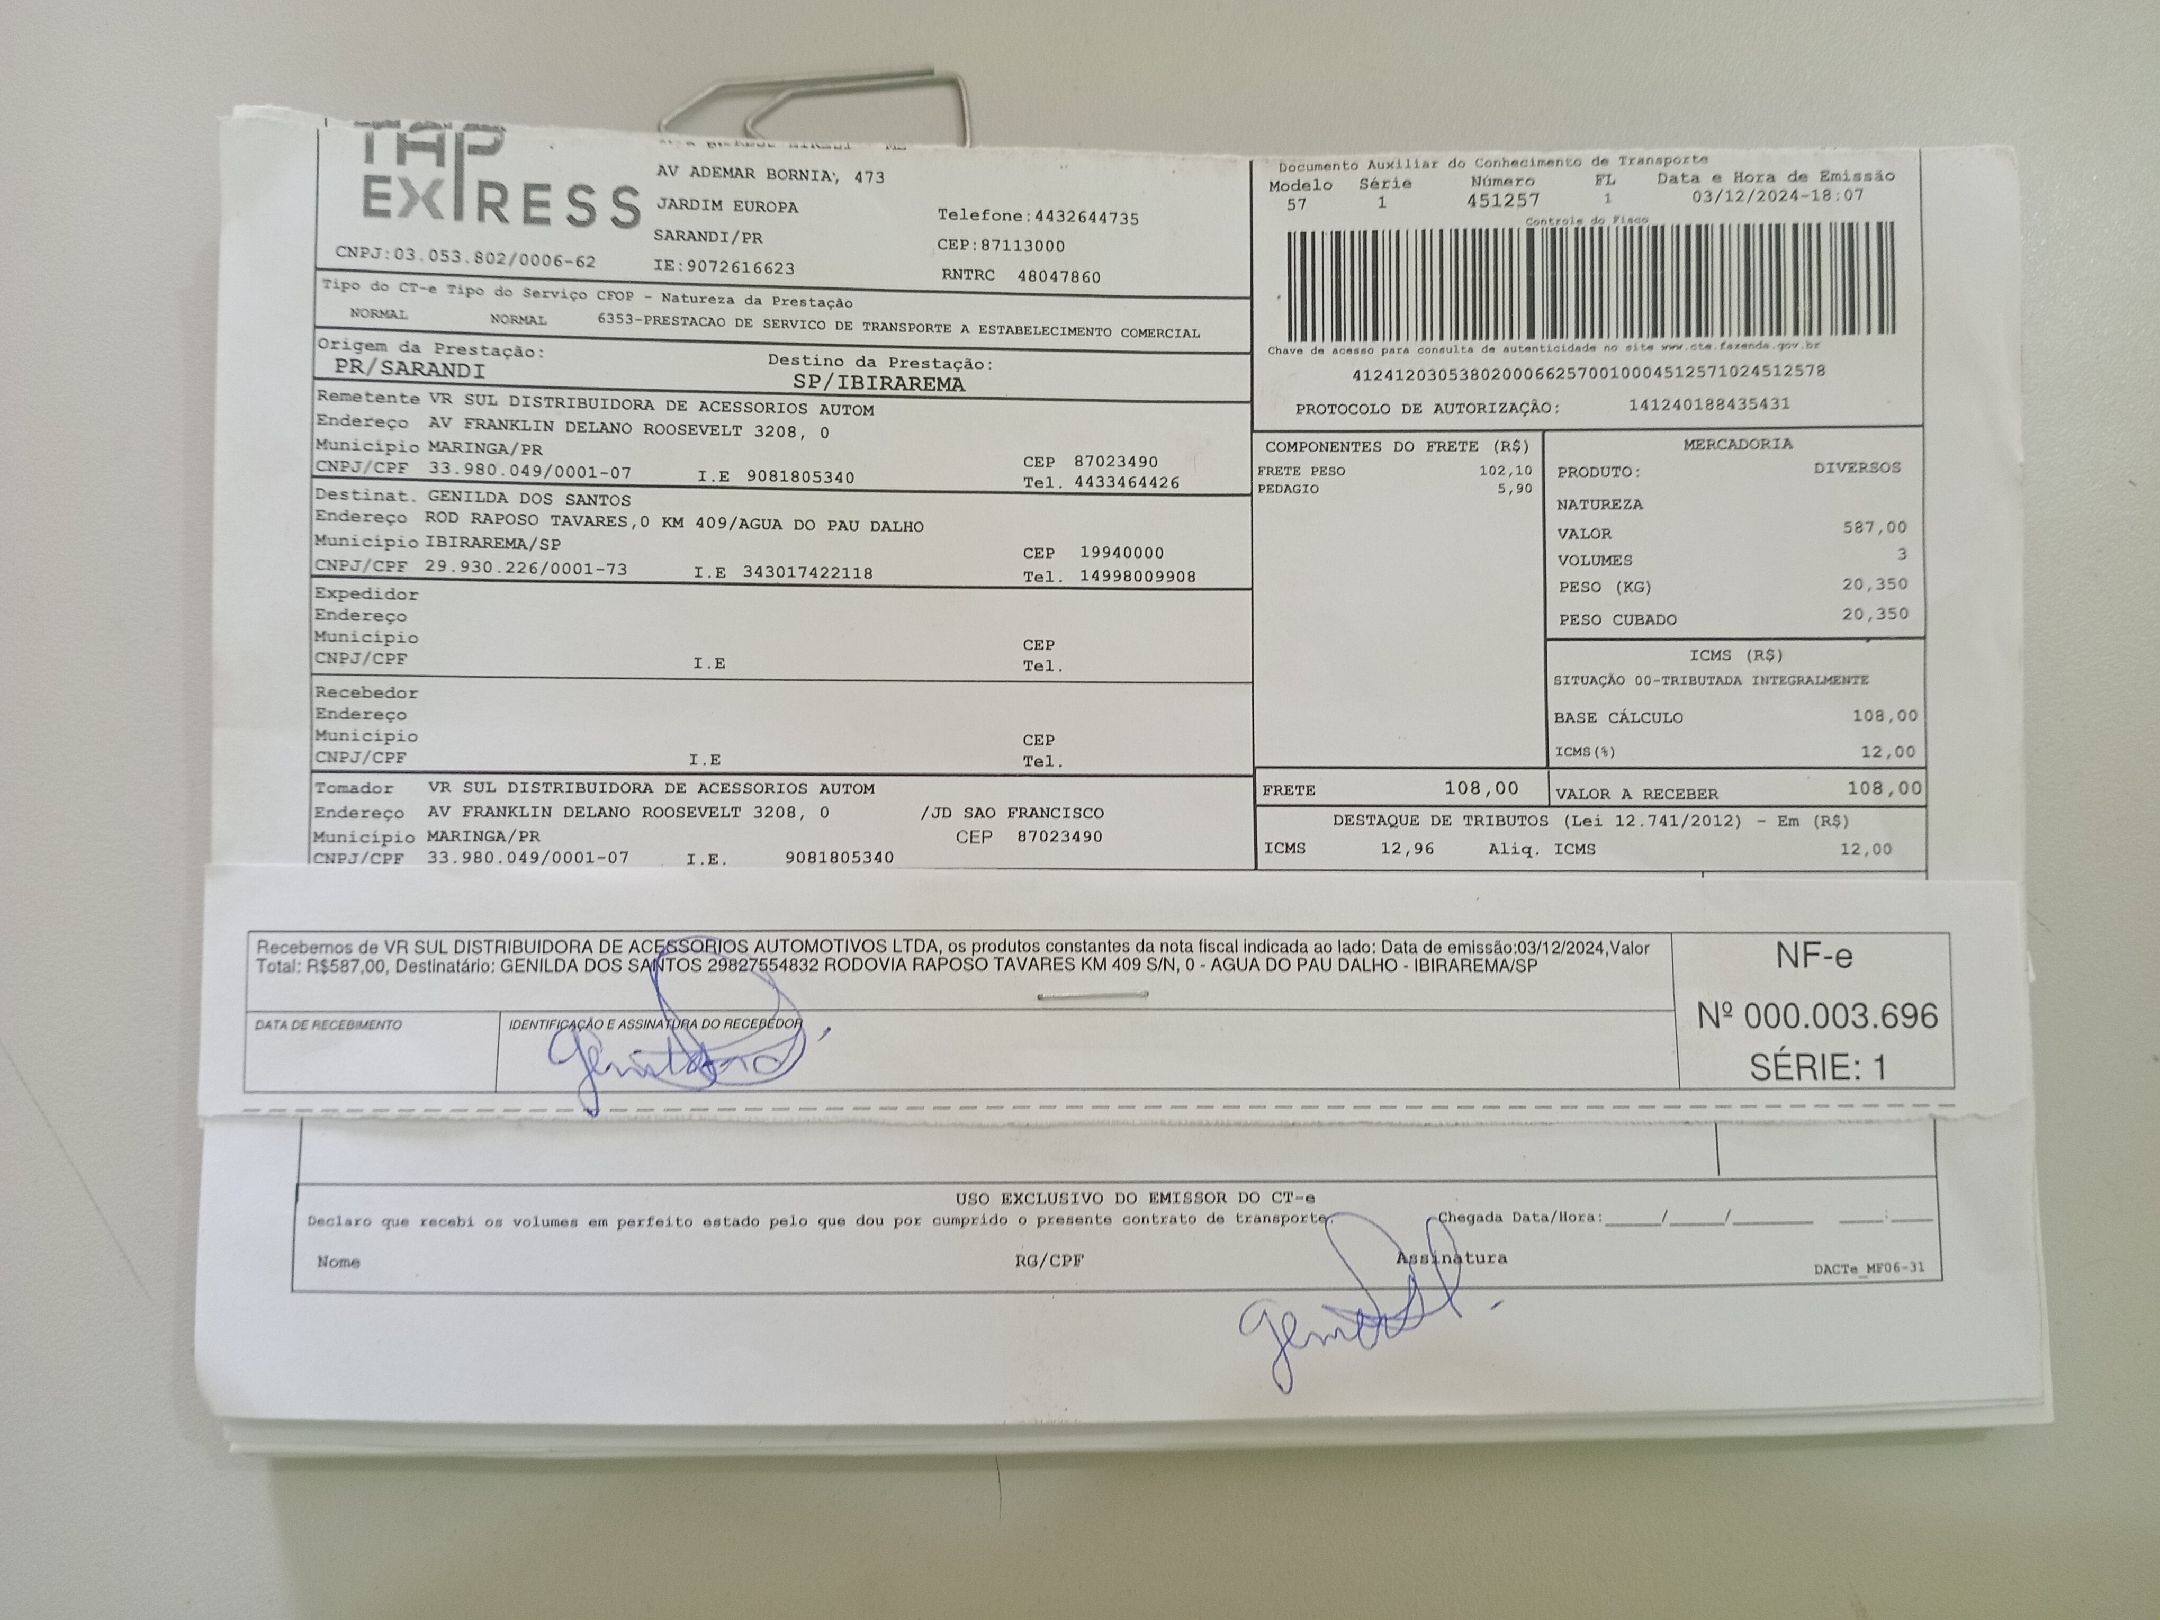 TAP
EXPRESS
CNPJ:03.053.802/0006-62
AV ADEMAR BORNIA, 473
JARDIM EUROPA
SARANDI/PR
IE:9072616623
Telefone:4432644735
CEP:87113000
RNTRC 48047860
Documento Auxiliar do Conhecimento de Transporte
Modelo Série Número FL Data e Hora de Emissão
57 1 451257 1 03/12/2024-18:07
Controle do Fisco
Chave de acesso para consulta de autenticidade no site www.cte.fazenda.gov.br
41241203053802000662570010004512571024512578
PROTOCOLO DE AUTORIZAÇÃO: 141240188435431
Tipo do CT-e Tipo do Serviço CFOP - Natureza da Prestação
NORMAL NORMAL 6353-PRESTACAO DE SERVICO DE TRANSPORTE A ESTABELECIMENTO COMERCIAL
Origem da Prestação: Destino da Prestação:
PR/SARANDI SP/IBIRAREMA
Remetente VR SUL DISTRIBUIDORA DE ACESSORIOS AUTOM
Endereço AV FRANKLIN DELANO ROOSEVELT 3208, 0
Município MARINGA/PR CEP 87023490
CNPJ/CPF 33.980.049/0001-07 I.E 9081805340 Tel. 4433464426
Destinat. GENILDA DOS SANTOS
Endereço ROD RAPOSO TAVARES,0 KM 409/AGUA DO PAU DALHO
Município IBIRAREMA/SP CEP 19940000
CNPJ/CPF 29.930.226/0001-73 I.E 343017422118 Tel. 14998009908
Expedidor
Endereço
Município CEP
CNPJ/CPF I.E Tel.
Recebedor
Endereço
Município CEP
CNPJ/CPF I.E Tel.
Tomador VR SUL DISTRIBUIDORA DE ACESSORIOS AUTOM
Endereço AV FRANKLIN DELANO ROOSEVELT 3208, 0 /JD SAO FRANCISCO
Município MARINGA/PR CEP 87023490
CNPJ/CPF 33.980.049/0001-07 I.E. 9081805340
COMPONENTES DO FRETE (R$)
FRETE PESO 102,10
PEDAGIO 5,90
MERCADORIA
PRODUTO: DIVERSOS
NATUREZA
VALOR 587,00
VOLUMES 3
PESO (KG) 20,350
PESO CUBADO 20,350
ICMS (R$)
SITUAÇÃO 00-TRIBUTADA INTEGRALMENTE
BASE CÁLCULO 108,00
ICMS(%) 12,00
FRETE 108,00 VALOR A RECEBER 108,00
DESTAQUE DE TRIBUTOS (Lei 12.741/2012) - Em (R$)
ICMS 12,96 Aliq. ICMS 12,00
Recebemos de VR SUL DISTRIBUIDORA DE ACESSORIOS AUTOMOTIVOS LTDA, os produtos constantes da nota fiscal indicada ao lado; Data de emissão:03/12/2024,Valor
Total: R$587,00, Destinatário: GENILDA DOS SANTOS 29827554832 RODOVIA RAPOSO TAVARES KM 409 S/N, 0 - AGUA DO PAU DALHO - IBIRAREMA/SP
DATA DE RECEBIMENTO
IDENTIFICAÇÃO E ASSINATURA DO RECEBEDOR
NF-e
Nº 000.003.696
SÉRIE: 1
USO EXCLUSIVO DO EMISSOR DO CT-e
Declaro que recebi os volumes em perfeito estado pelo que dou por cumprido o presente contrato de transporte. Chegada Data/Hora:_____/_____/_______ ____:____
Nome RG/CPF Assinatura DACTe_MF06-31